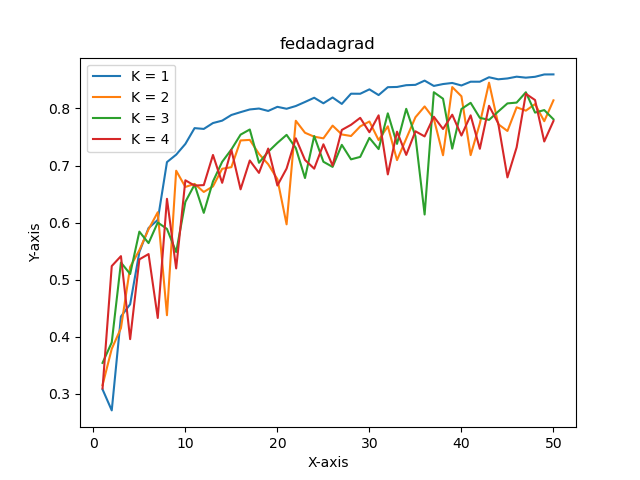 fedadagrad
K = 1
K = 2
K = 3
K = 4
Y-axis
0.8
0.7
0.6
0.5
0.4
0.3
0 10 20 30 40 50
X-axis